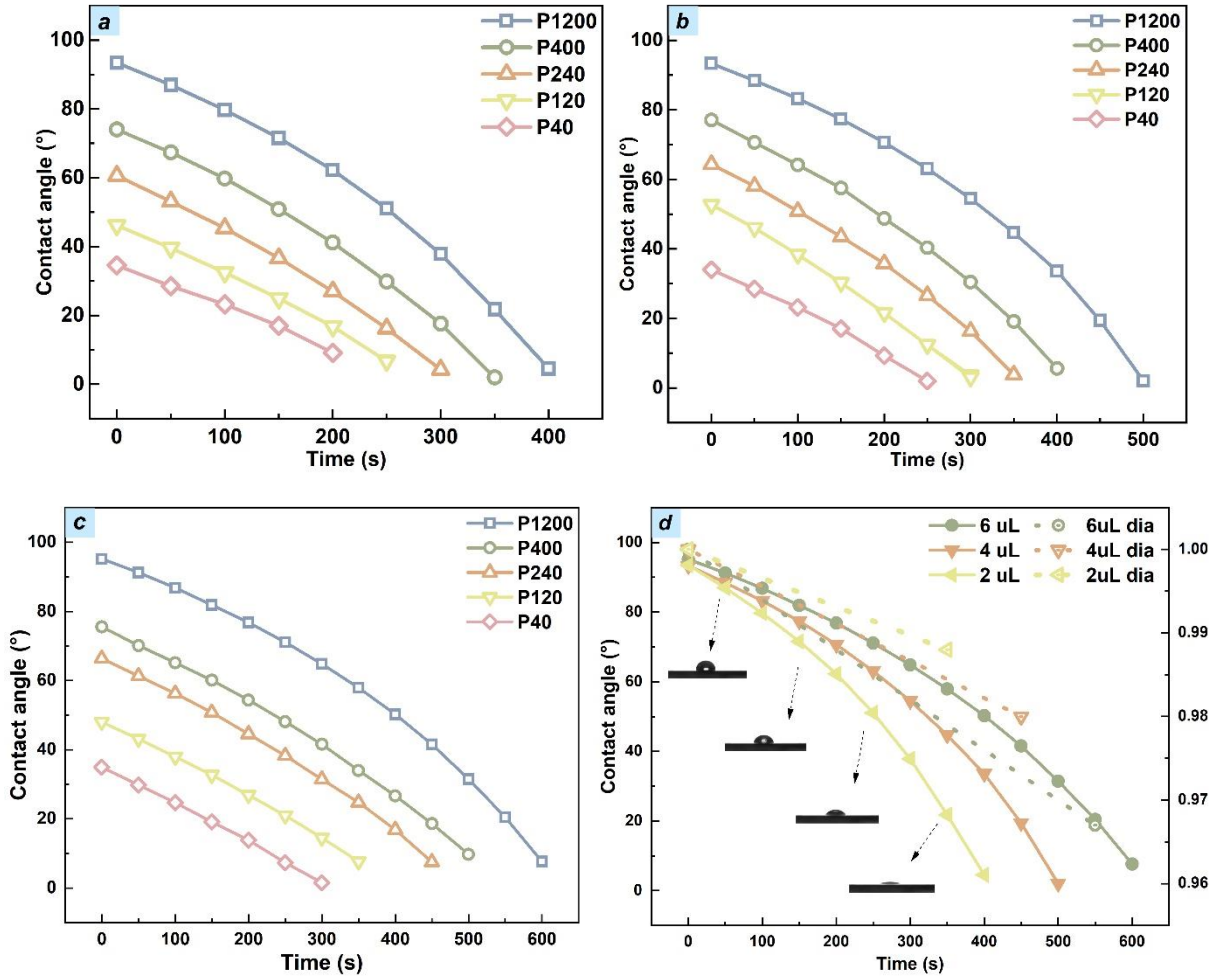 a
P1200
P400
P240
P120
P40
Contact angle (°)
100
80
60
40
20
0
0 100 200 300 400
Time (s)
b
P1200
P400
P240
P120
P40
Contact angle (°)
100
80
60
40
20
0
0 100 200 300 400 500
Time (s)
c
P1200
P400
P240
P120
P40
Contact angle (°)
100
80
60
40
20
0
0 100 200 300 400 500 600
Time (s)
d
6 uL 6uL dia
4 uL 4uL dia
2 uL 2uL dia
Contact angle (°)
100
80
60
40
20
0
1.00
0.99
0.98
0.97
0.96
0 100 200 300 400 500 600
Time (s)